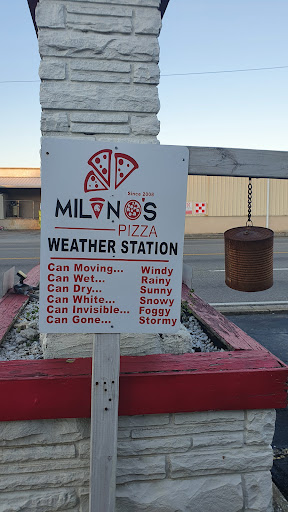 Since 2004
MILANO'S
PIZZA
WEATHER STATION
Can Moving... Windy
Can Wet... Rainy
Can Dry... Sunny
Can White... Snowy
Can Invisible... Foggy
Can Gone... Stormy